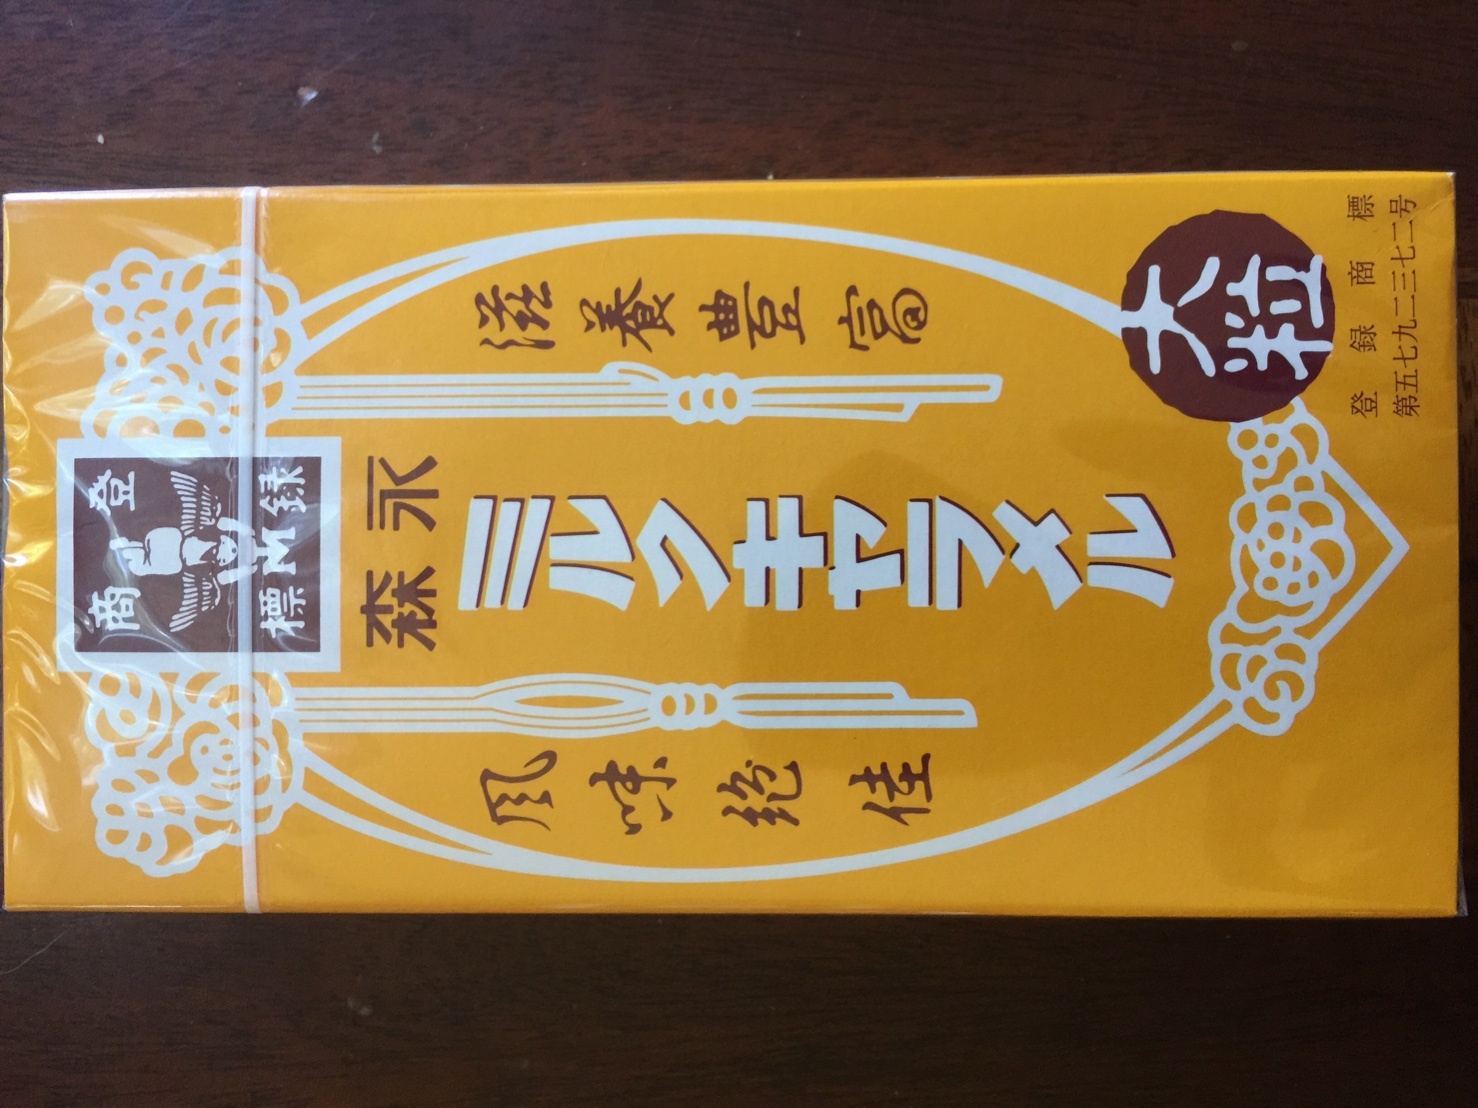 登録
商標
M
森永
ミルクキャラメル
滋養豊富
風味絶佳
大粒
登録商標
第五七九二三七二号